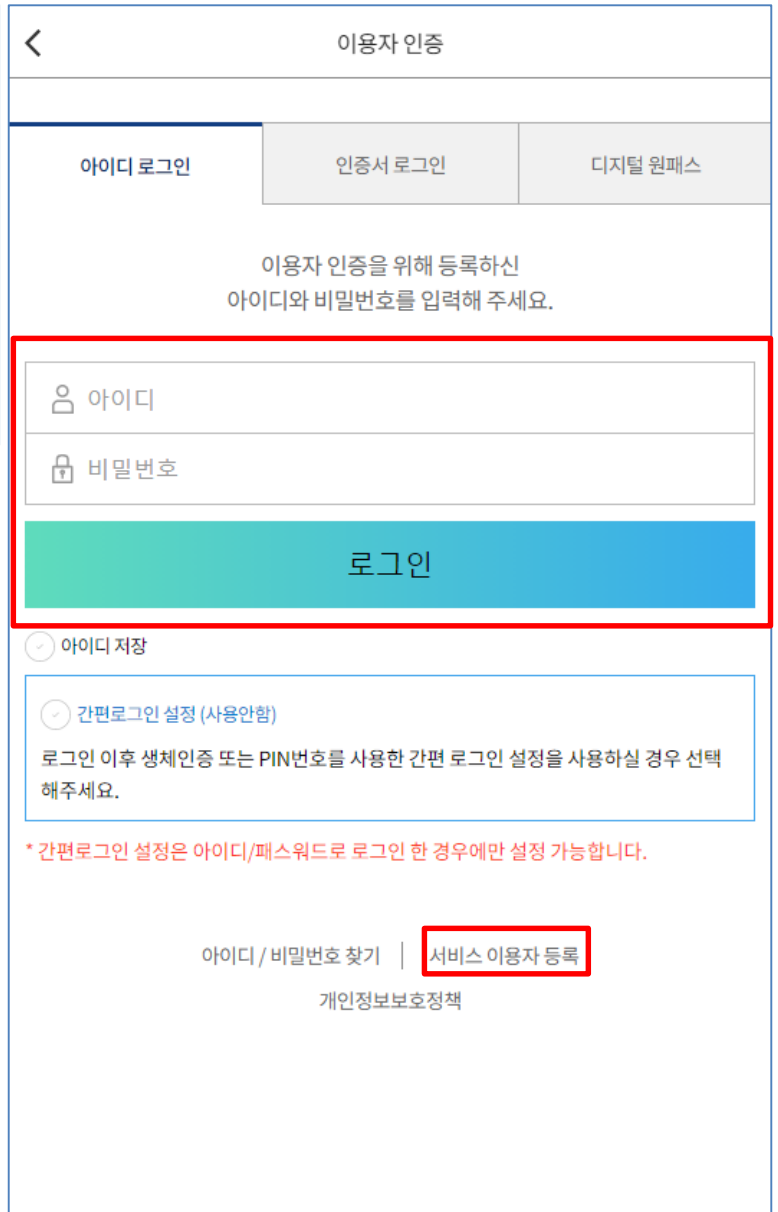 이용자 인증
아이디 로그인
인증서 로그인
디지털 원패스
이용자 인증을 위해 등록하신
아이디와 비밀번호를 입력해 주세요.
아이디
비밀번호
로그인
아이디 저장
간편로그인 설정 (사용안함)
로그인 이후 생체인증 또는 PIN번호를 사용한 간편 로그인 설정을 사용하실 경우 선택
해주세요.
* 간편로그인 설정은 아이디/패스워드로 로그인 한 경우에만 설정 가능합니다.
아이디 / 비밀번호 찾기 │ 서비스 이용자 등록
개인정보보호정책